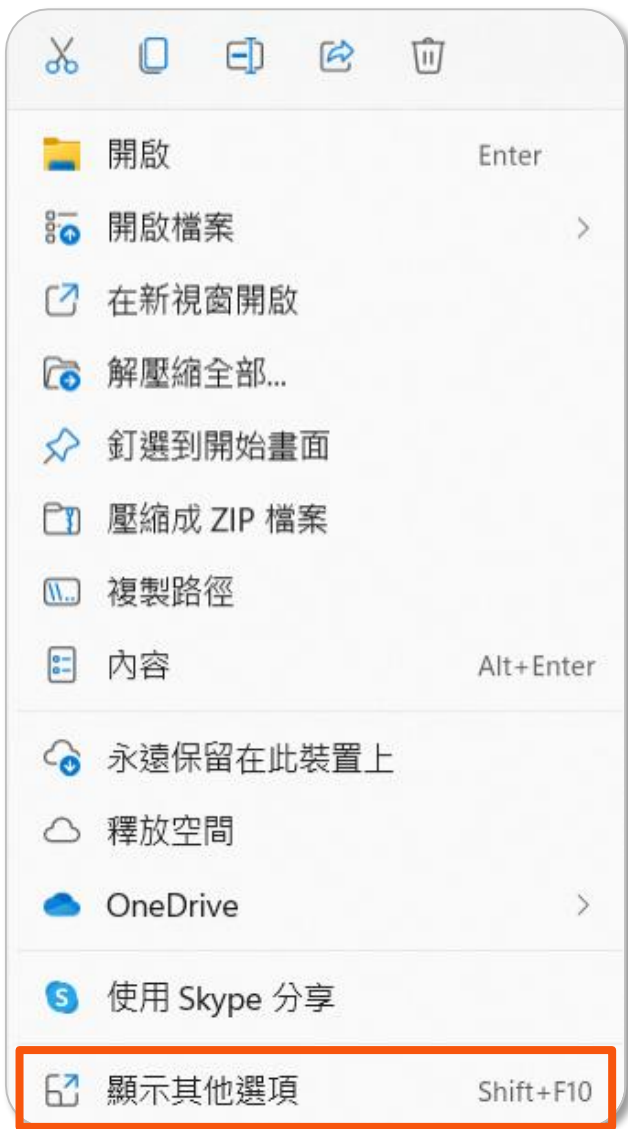 開啟 Enter
開啟檔案
在新視窗開啟
解壓縮全部...
釘選到開始畫面
壓縮成 ZIP 檔案
複製路徑
內容 Alt+Enter
永遠保留在此裝置上
釋放空間
OneDrive
使用 Skype 分享
顯示其他選項 Shift+F10